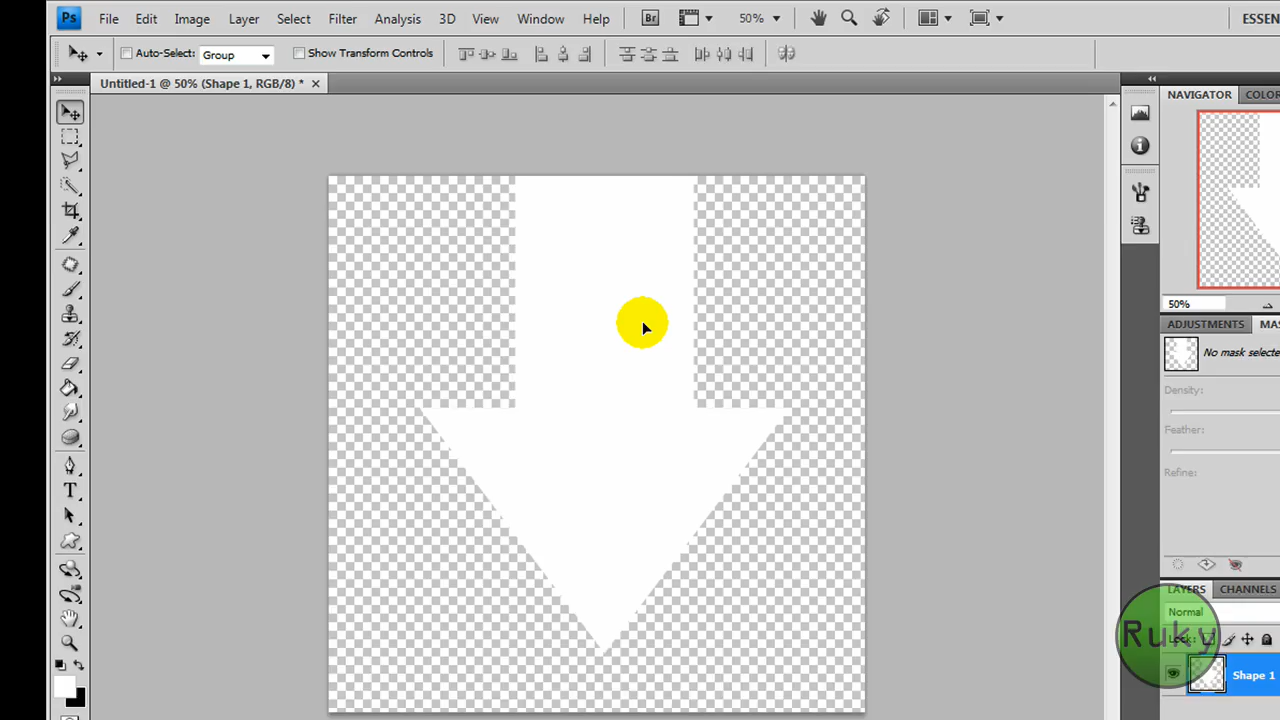 Ps File Edit Image Layer Select Filter Analysis 3D View Window Help Br 50% ESSEN
Auto-Select: Group Show Transform Controls
Untitled-1 @ 50% (Shape 1, RGB/8) *
NAVIGATOR COLOR
50%
ADJUSTMENTS MAS
No mask selecte
Density:
Feather:
Refine:
LAYERS CHANNELS
Normal
Lock:
Ruky
Shape 1
T